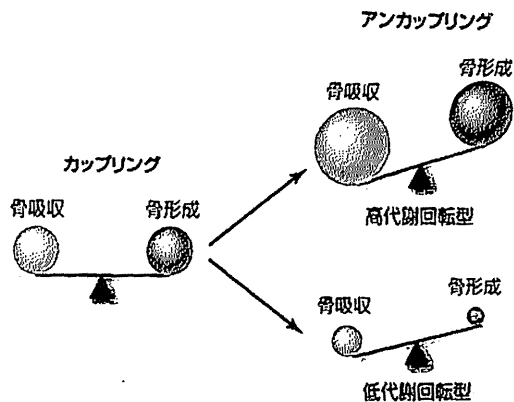 アンカップリング
骨吸収
骨形成
高代謝回転型
カップリング
骨吸収
骨形成
骨吸収
骨形成
低代謝回転型